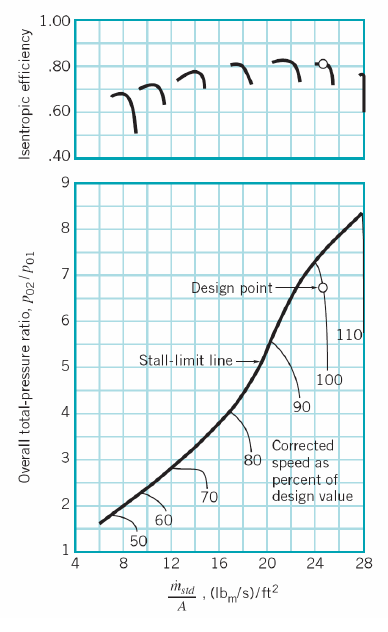 Isentropic efficiency
1.00
.80
.60
.40
Overall total-pressure ratio, p02/p01
9
8
7
6
5
4
3
2
1
Design point
110
Stall-limit line
100
90
80
Corrected
speed as
percent of
design value
70
60
50
4 8 12 16 20 24 28
ṁstd/A , (lbm/s)/ft²